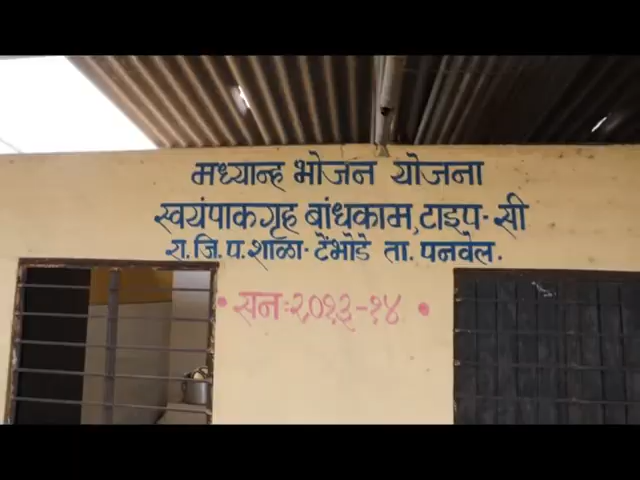 मध्यान्ह भोजन योजना
स्वयंपाकगृह बांधकाम, टाइप-सी
रा.जि.प.शाळा-टेंभोडे ता. पनवेल.
सन:-२०१३-१४